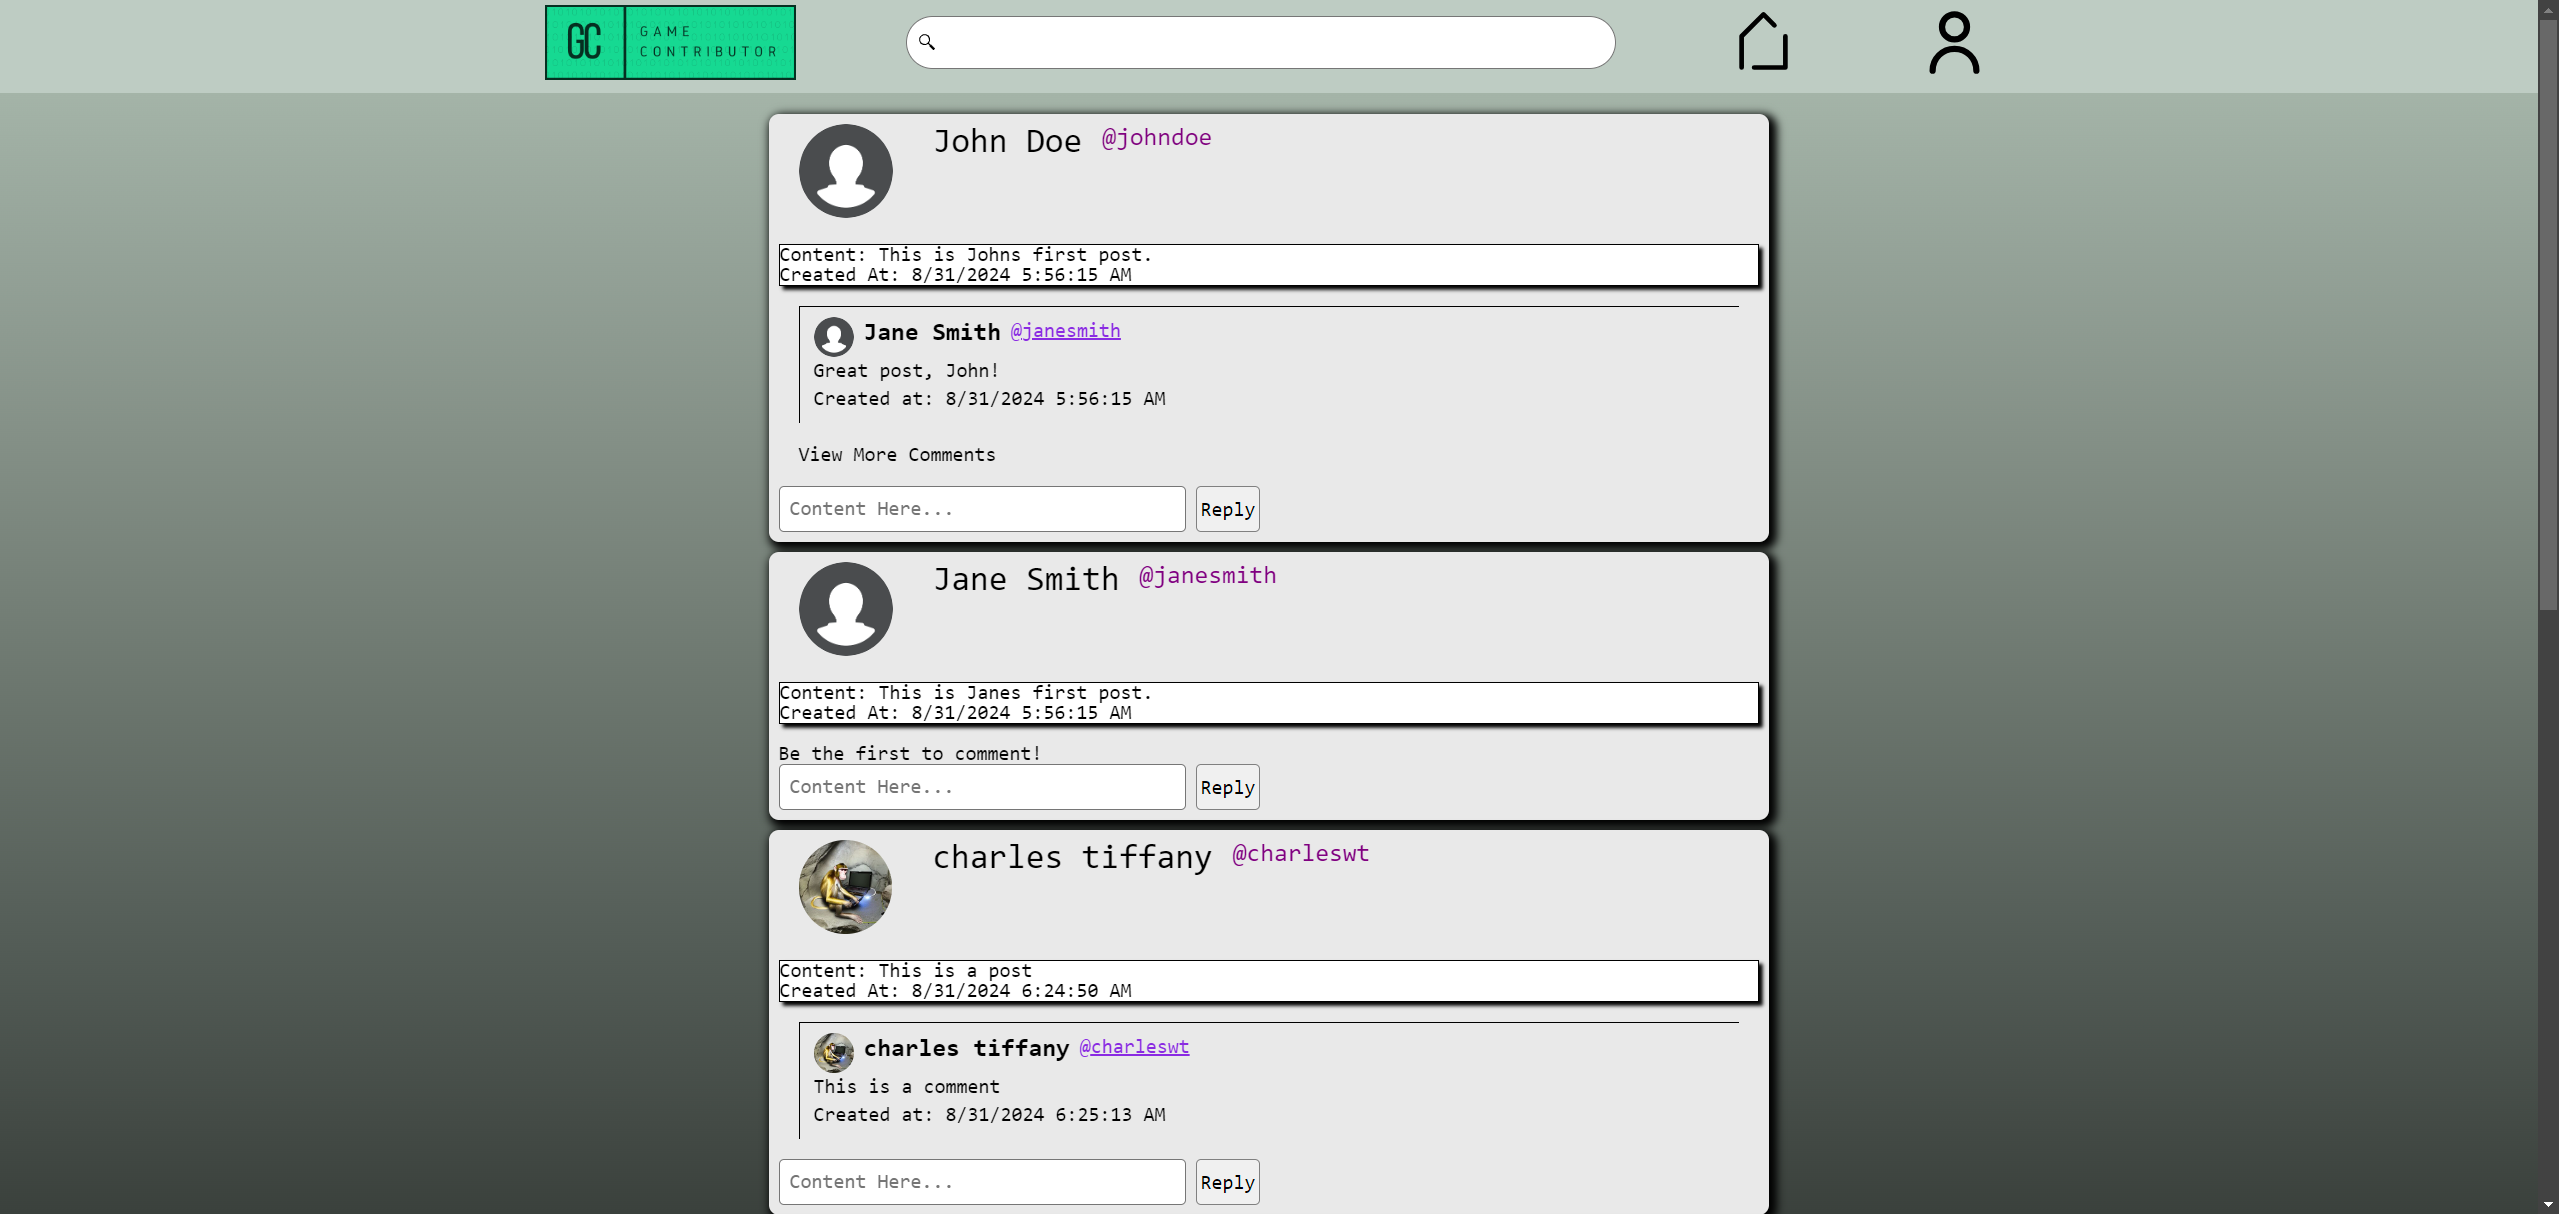 GC
GAME
CONTRIBUTOR
John Doe @johndoe
Content: This is Johns first post.
Created At: 8/31/2024 5:56:15 AM
Jane Smith @janesmith
Great post, John!
Created at: 8/31/2024 5:56:15 AM
View More Comments
Content Here... Reply
Jane Smith @janesmith
Content: This is Janes first post.
Created At: 8/31/2024 5:56:15 AM
Be the first to comment!
Content Here... Reply
charles tiffany @charleswt
Content: This is a post
Created At: 8/31/2024 6:24:50 AM
charles tiffany @charleswt
This is a comment
Created at: 8/31/2024 6:25:13 AM
Content Here... Reply